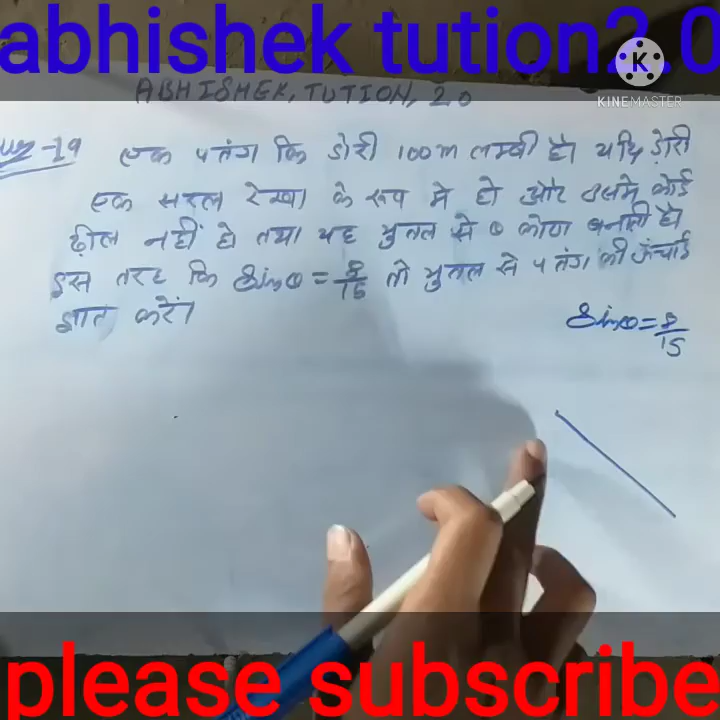 abhishek tution2.0
KINEMASTER
ABHISHEK, TUTION, 2.0
Que-19 एक पतंग कि डोरी 100m लम्बी है। यदि डोरी
एक सरल रेखा के रूप मे हो और उसमे कोई
ढील नहीं हो तथा यह भुतल से θ कोण बनाती है।
इस तरह कि Sinθ = 8/15 तो भुतल से पतंग की ऊंचाई
ज्ञात करें।
Sinθ = 8/15
please subscribe